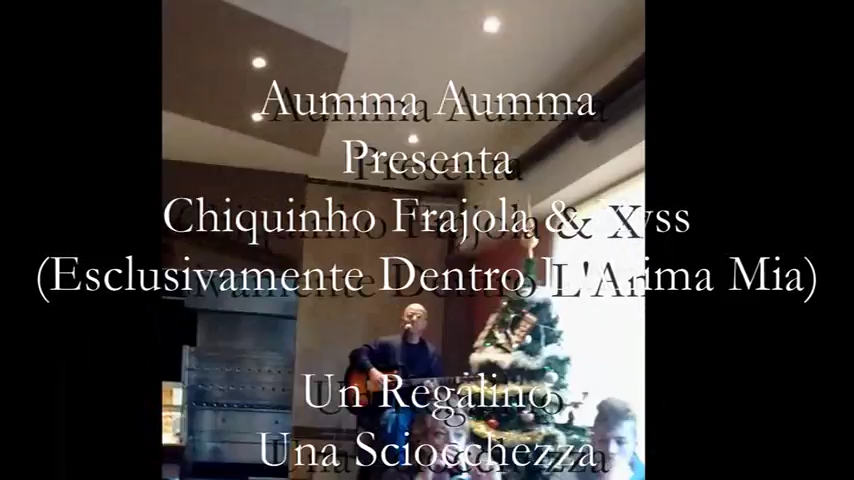 Aumma Aumma
Presenta
Chiquinho Frajola & Xyss
(Esclusivamente Dentro L'Anima Mia)
Un Regalino
Una Sciocchezza